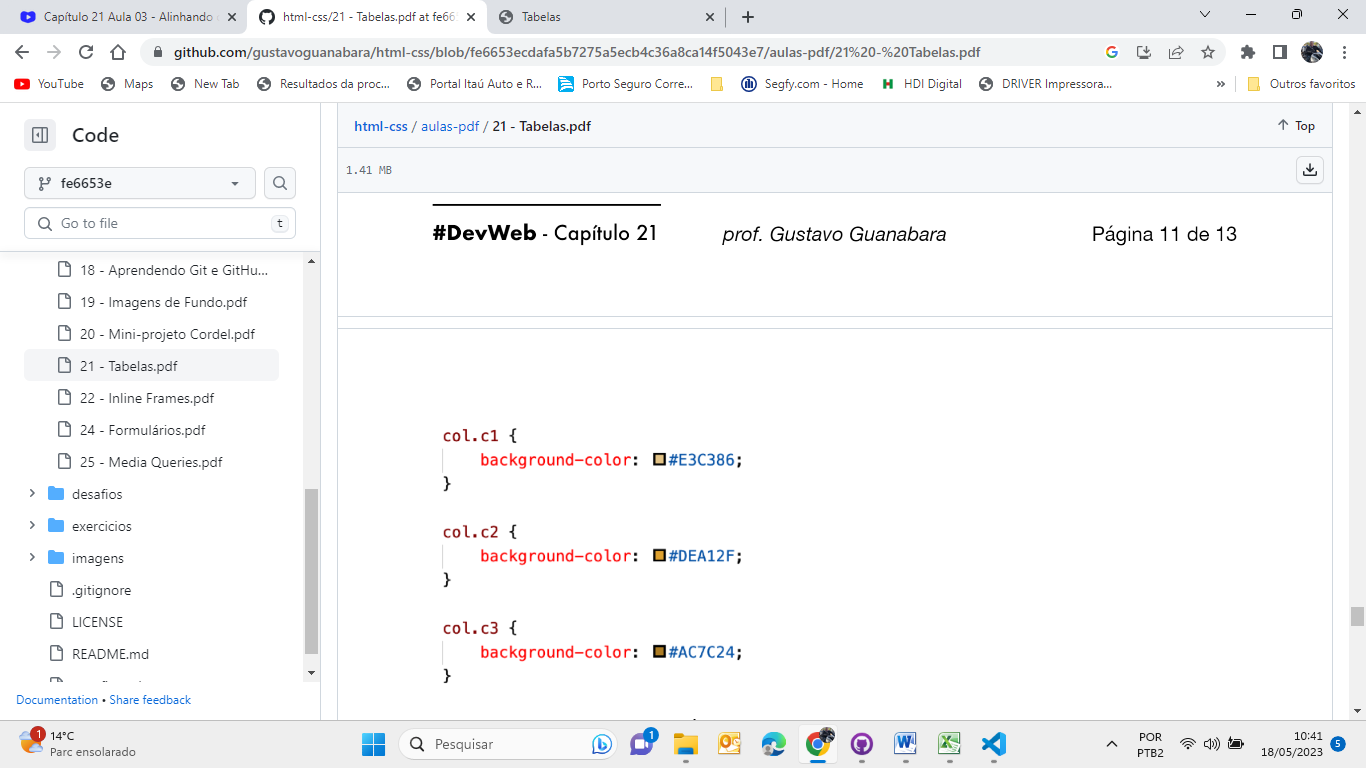 Capítulo 21 Aula 03 - Alinhando
html-css/21 - Tabelas.pdf at fe665
Tabelas
github.com/gustavoguanabara/html-css/blob/fe6653ecdafa5b7275a5ecb4c36a8ca14f5043e7/aulas-pdf/21%20-%20Tabelas.pdf
YouTube
Maps
New Tab
Resultados da proc...
Portal Itaú Auto e R...
Porto Seguro Corre...
Segfy.com - Home
HDI Digital
DRIVER Impressora...
»
Outros favoritos
Code
fe6653e
Go to file
t
18 - Aprendendo Git e GitHu...
19 - Imagens de Fundo.pdf
20 - Mini-projeto Cordel.pdf
21 - Tabelas.pdf
22 - Inline Frames.pdf
24 - Formulários.pdf
25 - Media Queries.pdf
desafios
exercicios
imagens
.gitignore
LICENSE
README.md
Documentation • Share feedback
html-css / aulas-pdf / 21 - Tabelas.pdf
Top
1.41 MB
#DevWeb - Capítulo 21
prof. Gustavo Guanabara
Página 11 de 13
col.c1 {
background-color: #E3C386;
}
col.c2 {
background-color: #DEA12F;
}
col.c3 {
background-color: #AC7C24;
}
1
14°C
Parc ensolarado
Pesquisar
1
POR
PTB2
10:41
18/05/2023
5